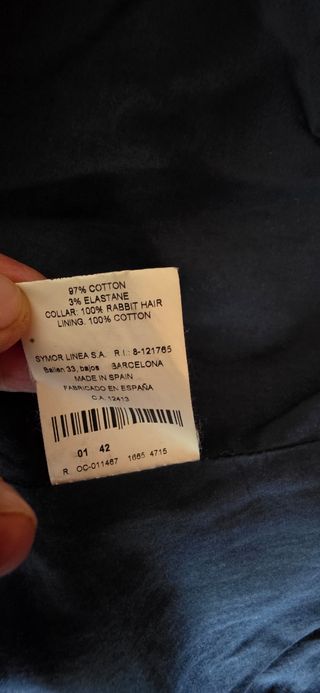 97% COTTON
3% ELASTANE
COLLAR: 100% RABBIT HAIR
LINING: 100% COTTON
SYMOR LINEA S.A. R.I.: 8-121765
Bailen 33, bajos BARCELONA
MADE IN SPAIN
FABRICADO EN ESPAÑA
C.A. 12413
01 42
R. OC-011467 1665 4715